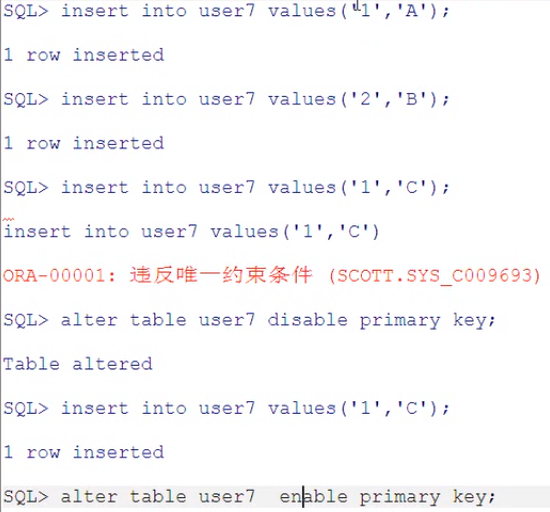 SQL> insert into user7 values('1','A');
1 row inserted
SQL> insert into user7 values('2','B');
1 row inserted
SQL> insert into user7 values('1','C');
insert into user7 values('1','C')
ORA-00001: 违反唯一约束条件 (SCOTT.SYS_C009693)
SQL> alter table user7 disable primary key;
Table altered
SQL> insert into user7 values('1','C');
1 row inserted
SQL> alter table user7  enable primary key;